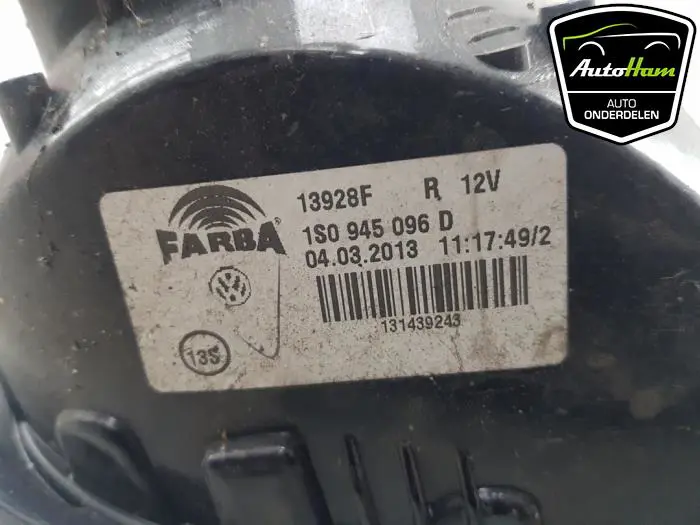 AutoHam
AUTO
ONDERDELEN
FARBA
13928F R 12V
1S0 945 096 D
04.03.2013 11:17:49/2
131439243
13S